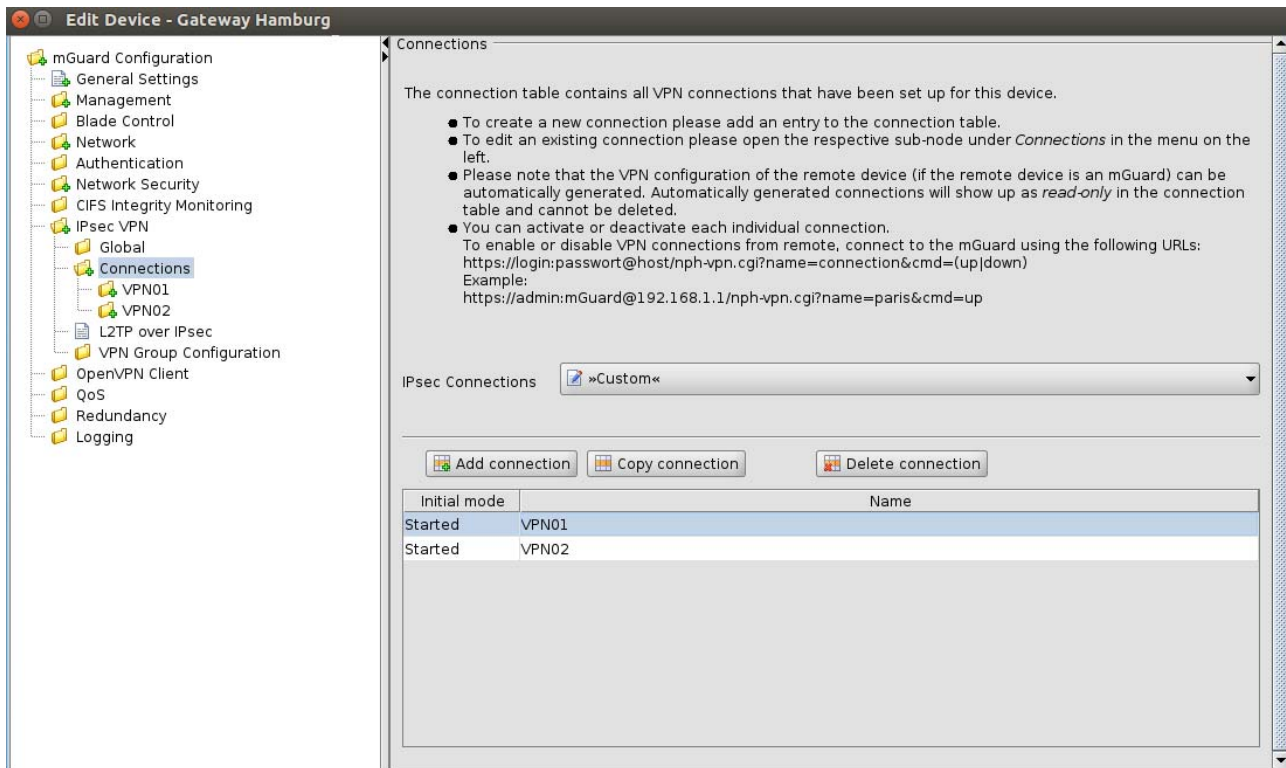 Edit Device - Gateway Hamburg
mGuard Configuration
General Settings
Management
Blade Control
Network
Authentication
Network Security
CIFS Integrity Monitoring
IPsec VPN
Global
Connections
VPN01
VPN02
L2TP over IPsec
VPN Group Configuration
OpenVPN Client
QoS
Redundancy
Logging
Connections
The connection table contains all VPN connections that have been set up for this device.
To create a new connection please add an entry to the connection table.
To edit an existing connection please open the respective sub-node under Connections in the menu on the
left.
Please note that the VPN configuration of the remote device (if the remote device is an mGuard) can be
automatically generated. Automatically generated connections will show up as read-only in the connection
table and cannot be deleted.
You can activate or deactivate each individual connection.
To enable or disable VPN connections from remote, connect to the mGuard using the following URLs:
https://login:passwort@host/nph-vpn.cgi?name=connection&cmd=(up|down)
Example:
https://admin:mGuard@192.168.1.1/nph-vpn.cgi?name=paris&cmd=up
IPsec Connections »Custom«
Add connection Copy connection Delete connection
Initial mode Name
Started VPN01
Started VPN02